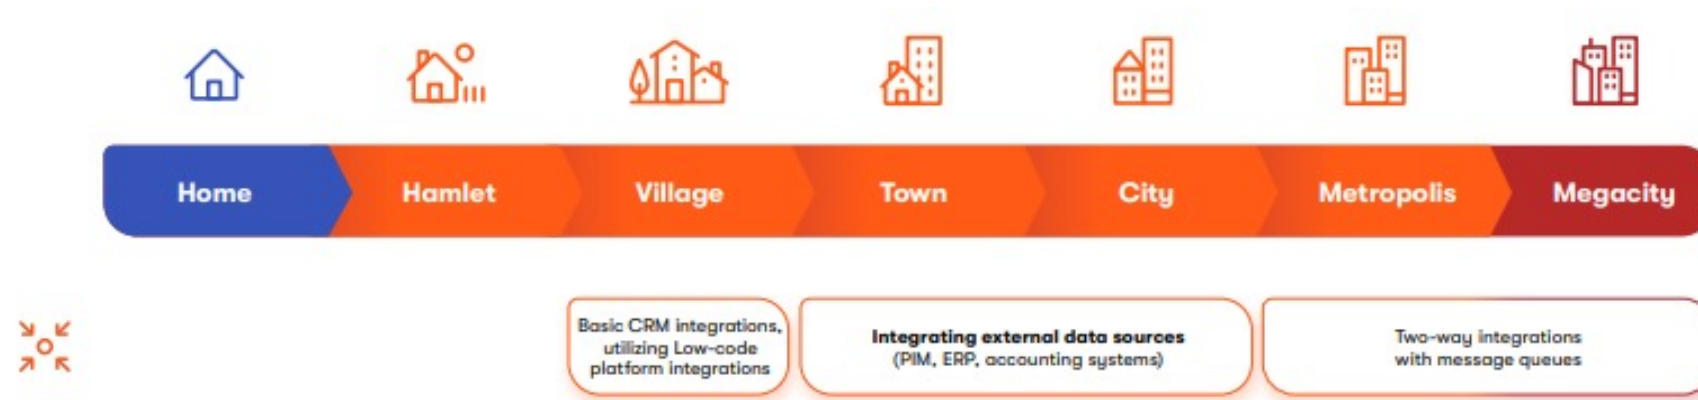 Home
Hamlet
Village
Town
City
Metropolis
Megacity
Basic CRM integrations,
utilizing Low-code
platform integrations
Integrating external data sources
(PIM, ERP, accounting systems)
Two-way integrations
with message queues